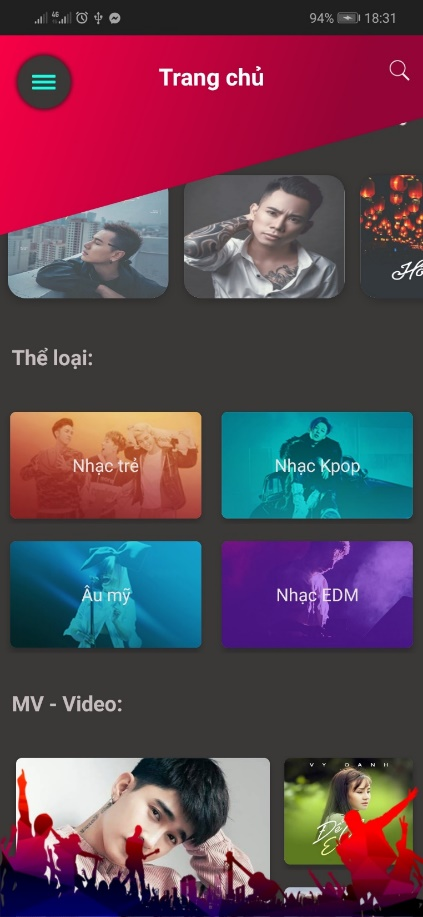 4G
94% 18:31
Trang chủ
Thể loại:
Nhạc trẻ
Nhạc Kpop
Âu mỹ
Nhạc EDM
MV - Video:
VY OANH